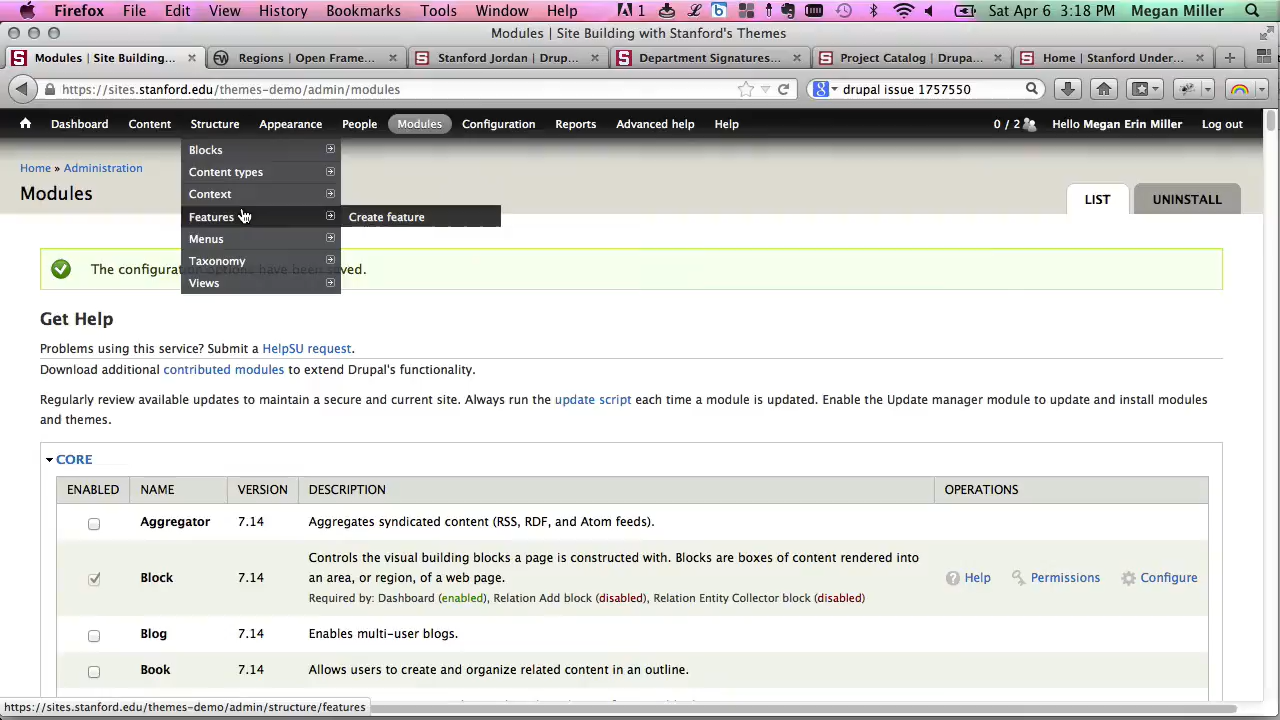 Firefox File Edit View History Bookmarks Tools Window Help 1 Sat Apr 6 3:18 PM Megan Miller
Modules | Site Building with Stanford's Themes
Modules | Site Building... Regions | Open Frame... Stanford Jordan | Drup... Department Signatures... Project Catalog | Drupa... Home | Stanford Under...
https://sites.stanford.edu/themes-demo/admin/modules drupal issue 1757550
Dashboard Content Structure Appearance People Modules Configuration Reports Advanced help Help 0 / 2 Hello Megan Erin Miller Log out
Blocks
Content types
Home » Administration
Context
Modules
LIST UNINSTALL
Features Create feature
Menus
Taxonomy
The configuration options have been saved.
Views
Get Help
Problems using this service? Submit a HelpSU request.
Download additional contributed modules to extend Drupal's functionality.
Regularly review available updates to maintain a secure and current site. Always run the update script each time a module is updated. Enable the Update manager module to update and install modules
and themes.
CORE
ENABLED NAME VERSION DESCRIPTION OPERATIONS
Aggregator 7.14 Aggregates syndicated content (RSS, RDF, and Atom feeds).
Controls the visual building blocks a page is constructed with. Blocks are boxes of content rendered into
Block 7.14 an area, or region, of a web page. Help Permissions Configure
Required by: Dashboard (enabled), Relation Add block (disabled), Relation Entity Collector block (disabled)
Blog 7.14 Enables multi-user blogs.
Book 7.14 Allows users to create and organize related content in an outline.
https://sites.stanford.edu/themes-demo/admin/structure/features